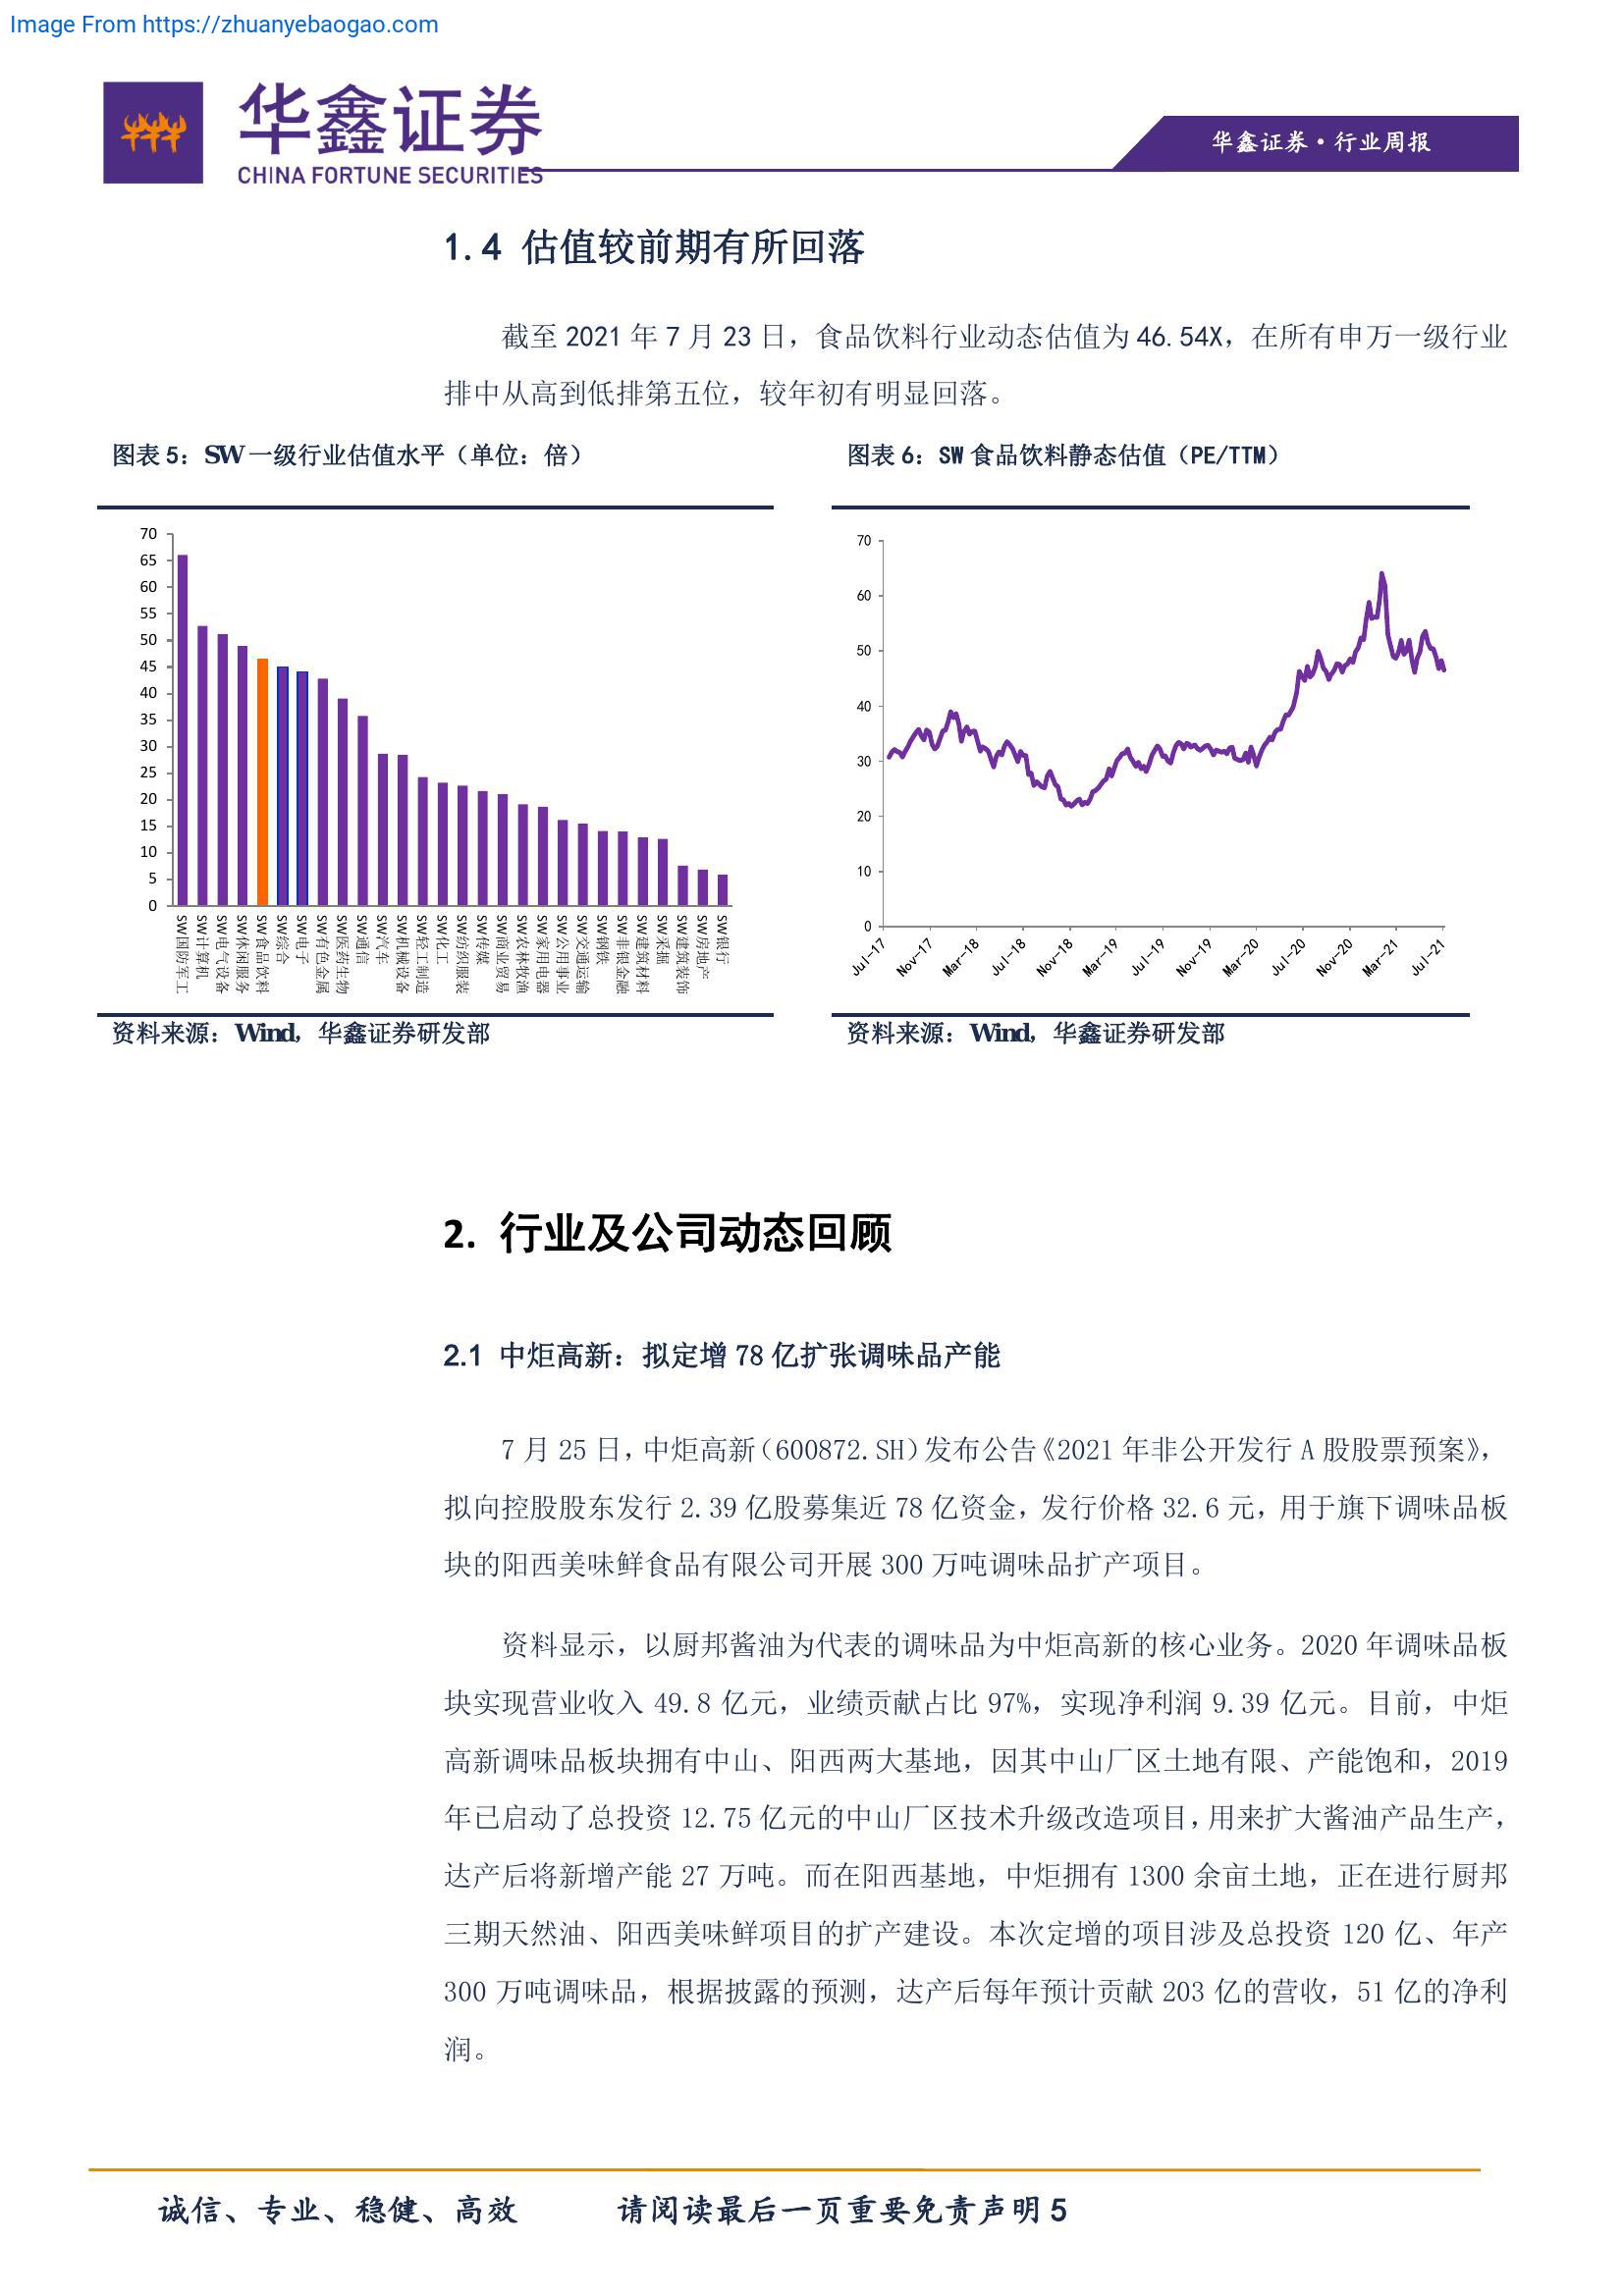 Image From https://zhuanyebaogao.com
华鑫证券
CHINA FORTUNE SECURITIES
华鑫证券·行业周报
1.4 估值较前期有所回落
截至 2021 年 7 月 23 日，食品饮料行业动态估值为 46.54X，在所有申万一级行业
排中从高到低排第五位，较年初有明显回落。
图表 5：SW 一级行业估值水平（单位：倍）
70
65
60
55
50
45
40
35
30
25
20
15
10
5
0
SW国防军工
SW计算机
SW电气设备
SW休闲服务
SW食品饮料
SW综合
SW电子
SW有色金属
SW医药生物
SW通信
SW汽车
SW机械设备
SW轻工制造
SW化工
SW纺织服装
SW传媒
SW商业贸易
SW农林牧渔
SW家用电器
SW公用事业
SW交通运输
SW钢铁
SW非银金融
SW建筑材料
SW采掘
SW建筑装饰
SW房地产
SW银行
资料来源：Wind，华鑫证券研发部
图表 6：SW 食品饮料静态估值（PE/TTM）
70
60
50
40
30
20
10
0
Jul-17
Nov-17
Mar-18
Jul-18
Nov-18
Mar-19
Jul-19
Nov-19
Mar-20
Jul-20
Nov-20
Mar-21
Jul-21
资料来源：Wind，华鑫证券研发部
2. 行业及公司动态回顾
2.1 中炬高新：拟定增 78 亿扩张调味品产能
7 月 25 日，中炬高新（600872.SH）发布公告《2021 年非公开发行 A 股股票预案》，
拟向控股股东发行 2.39 亿股募集近 78 亿资金，发行价格 32.6 元，用于旗下调味品板
块的阳西美味鲜食品有限公司开展 300 万吨调味品扩产项目。
资料显示，以厨邦酱油为代表的调味品为中炬高新的核心业务。2020 年调味品板
块实现营业收入 49.8 亿元，业绩贡献占比 97%，实现净利润 9.39 亿元。目前，中炬
高新调味品板块拥有中山、阳西两大基地，因其中山厂区土地有限、产能饱和，2019
年已启动了总投资 12.75 亿元的中山厂区技术升级改造项目，用来扩大酱油产品生产，
达产后将新增产能 27 万吨。而在阳西基地，中炬拥有 1300 余亩土地，正在进行厨邦
三期天然油、阳西美味鲜项目的扩产建设。本次定增的项目涉及总投资 120 亿、年产
300 万吨调味品，根据披露的预测，达产后每年预计贡献 203 亿的营收，51 亿的净利
润。
诚信、专业、稳健、高效 请阅读最后一页重要免责声明 5